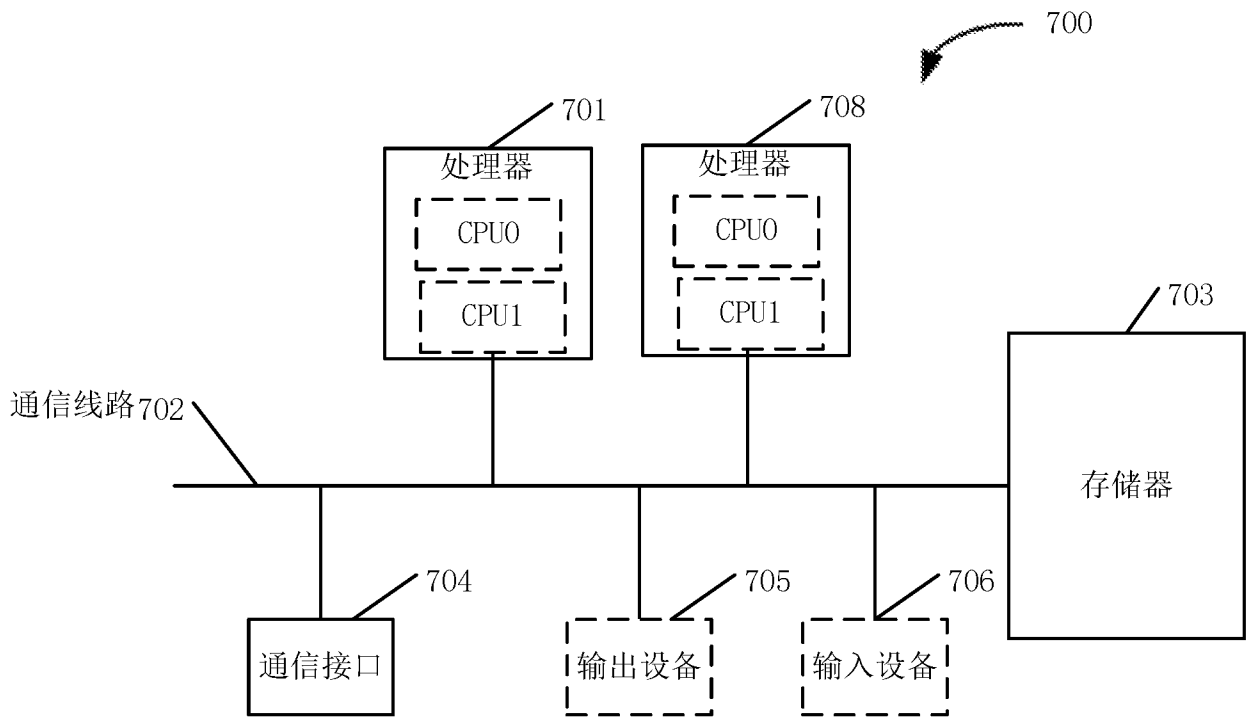 700
701
708
处理器
处理器
CPU0
CPU0
CPU1
CPU1
703
通信线路702
存储器
704
705
706
通信接口
输出设备
输入设备